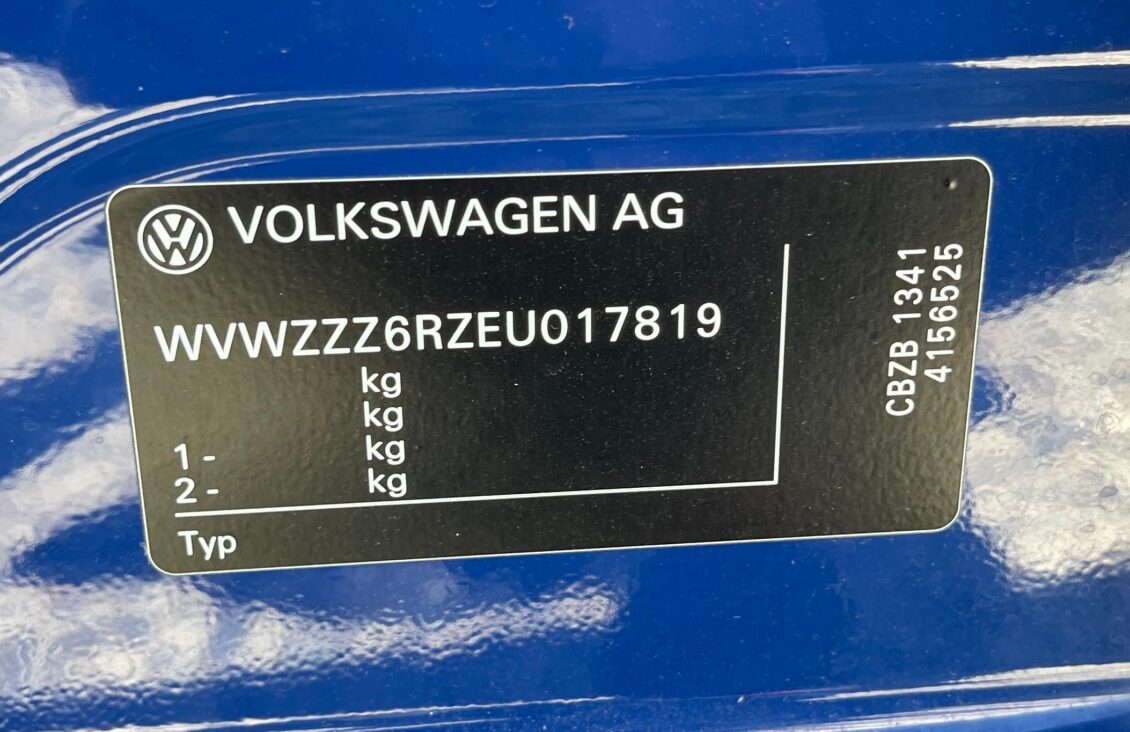 VOLKSWAGEN AG
WVWZZZ6RZEU017819
kg
kg
1 - kg
2 - kg
Typ
CBZB 1341
4156525